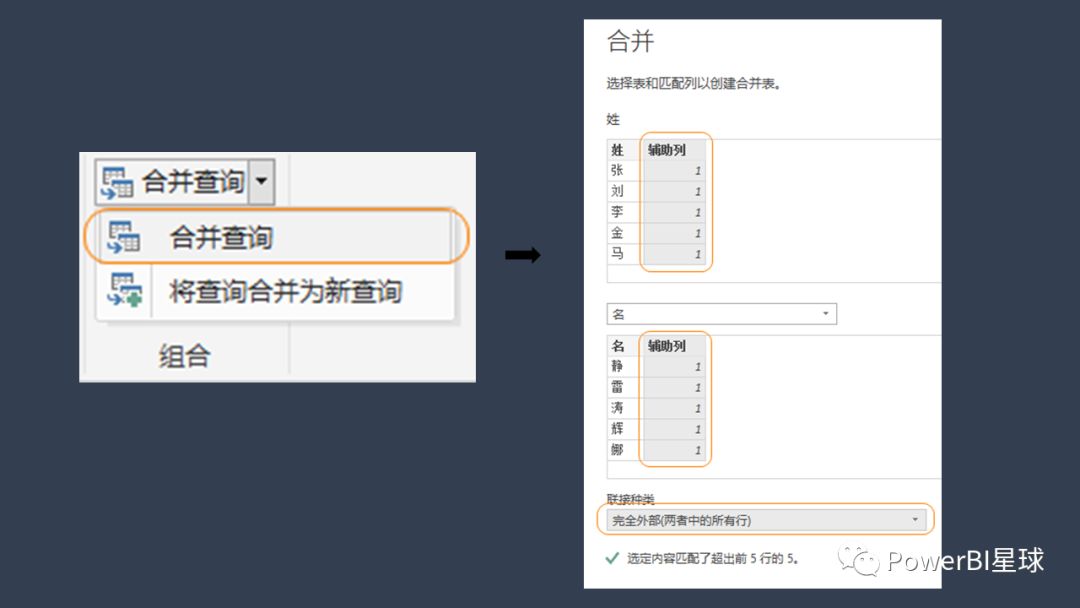 合并查询
合并查询
将查询合并为新查询
组合
合并
选择表和匹配列以创建合并表。
姓
姓 辅助列
张 1
刘 1
李 1
金 1
马 1
名
名 辅助列
静 1
雷 1
涛 1
辉 1
娜 1
联接种类
完全外部(两者中的所有行)
选定内容匹配了超出前 5 行的 5。
PowerBI星球